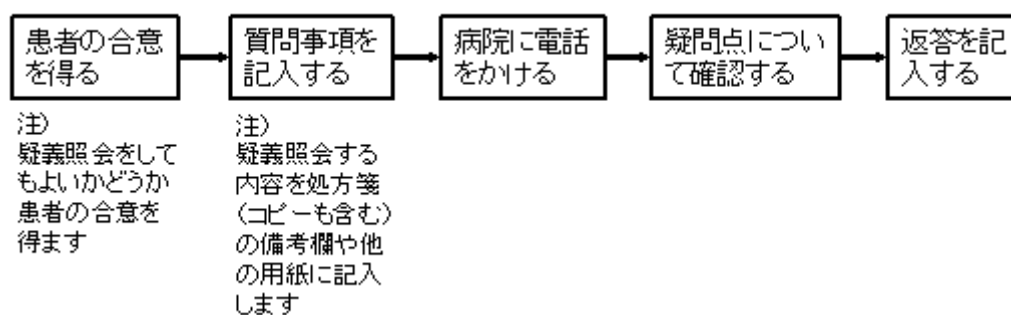 患者の合意
を得る
質問事項を
記入する
病院に電話
をかける
疑問点につい
て確認する
返答を記
入する
注)
疑義照会をして
もよいかどうか
患者の合意を
得ます
注)
疑義照会する
内容を処方箋
(コピーも含む)
の備考欄や他
の用紙に記入
します